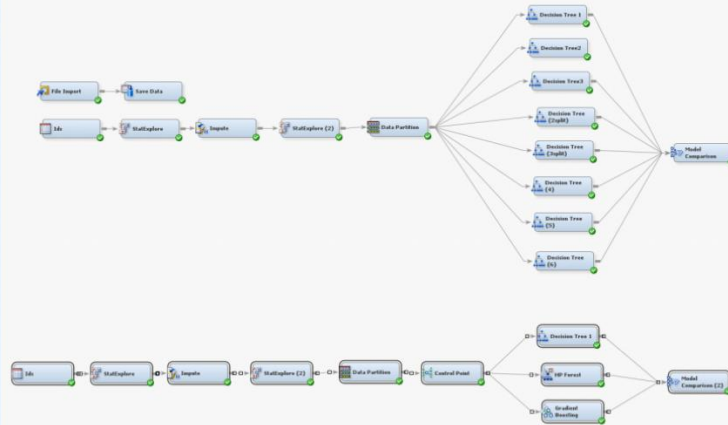 Decision Tree 1
Decision Tree2
Decision Tree3
File Import
Save Data
Decision Tree
(2split)
Ids
StatExplore
Impute
StatExplore (2)
Data Partition
Decision Tree
(3split)
Model
Comparison
Decision Tree
(4)
Decision Tree
(5)
Decision Tree
(6)
Decision Tree 1
Ids
StatExplore
Impute
StatExplore (2)
Data Partition
Control Point
HP Forest
Model
Comparison (2)
Gradient
Boosting